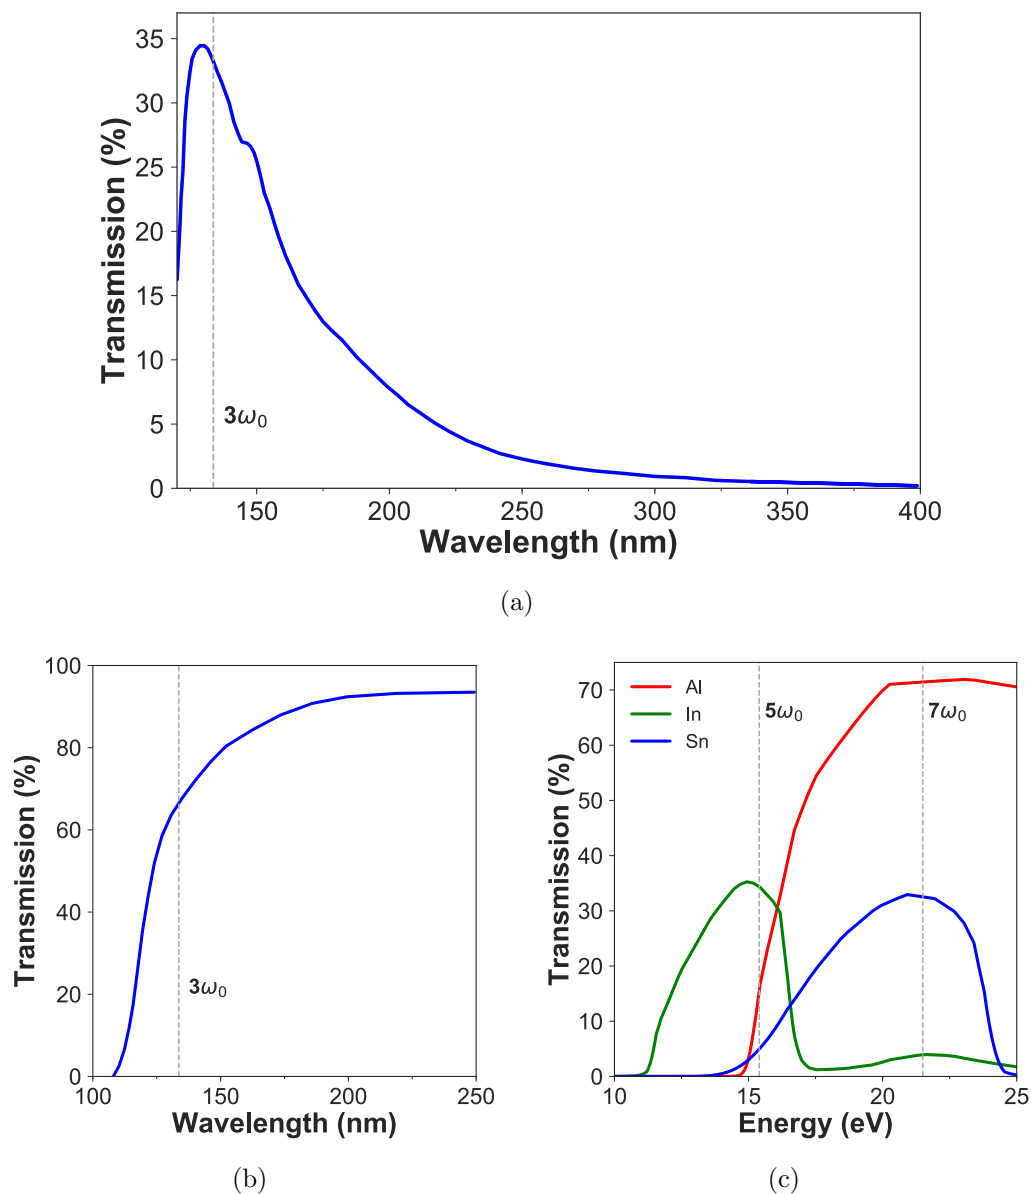 35
30
25
20
15
10
5
0
Transmission (%)
3ω₀
150
200
250
300
350
400
Wavelength (nm)
(a)
100
80
60
40
20
0
Transmission (%)
3ω₀
100
150
200
250
Wavelength (nm)
(b)
70
60
50
40
30
20
10
0
Transmission (%)
Al
In
Sn
5ω₀
7ω₀
10
15
20
25
Energy (eV)
(c)